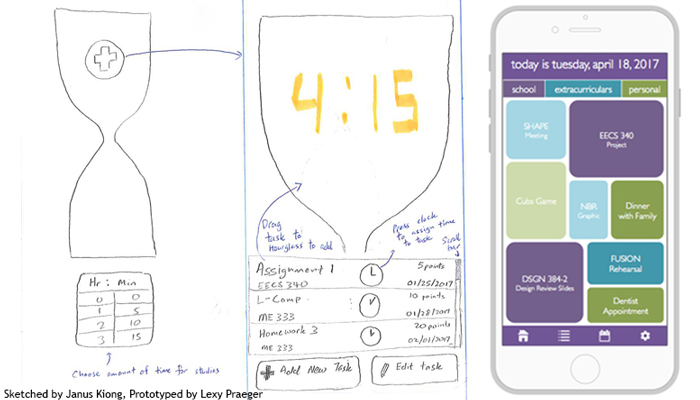 Hr : Min
0 0
1 5
2 10
3 15
Choose amount of time for studies
4:15
Drag
task to
hourglass to add
Press clock
to assign time
to task
Scroll
bar
Assignment 1 5 points
EECS 340 01/25/2017
L-Comp. : 10 points
ME 333 01/28/2017
Homework 3 20 points
ME 333 02/01/2017
Add New Task
Edit task
today is tuesday, april 18, 2017
school extracurriculars personal
SHAPE
Meeting
EECS 340
Project
Cubs Game
NBR
Graphic
Dinner
with Family
DSGN 384-2
Design Review Slides
FUSION
Rehearsal
Dentist
Appointment
Sketched by Janus Kiong, Prototyped by Lexy Praeger